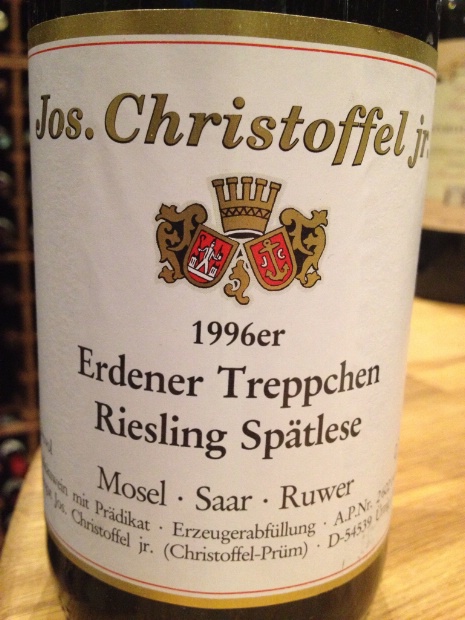 Jos. Christoffel jr.
J C
1996er
Erdener Treppchen
Riesling Spätlese
Mosel · Saar · Ruwer
mit Prädikat · Erzeugerabfüllung · A.P.Nr.
Jos. Christoffel jr. (Christoffel-Prüm) · D-54539